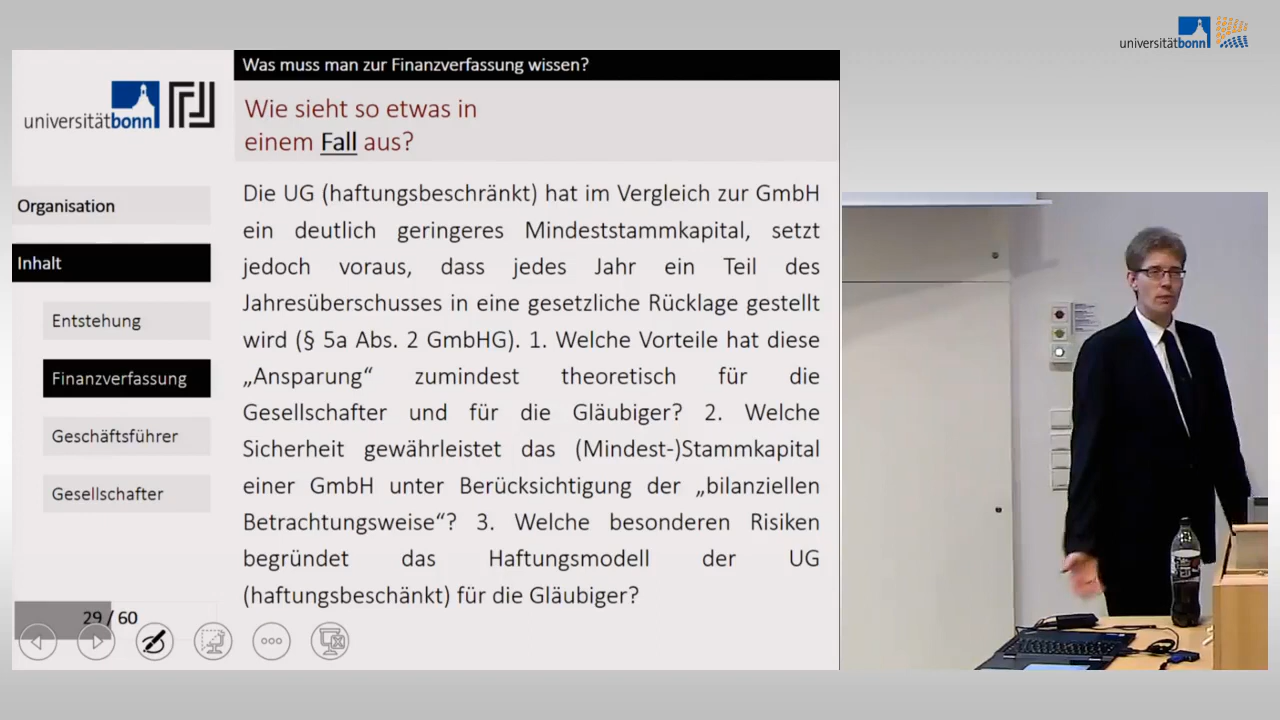 universitätbonn
Was muss man zur Finanzverfassung wissen?
universitätbonn
Wie sieht so etwas in
einem Fall aus?
Organisation
Inhalt
Entstehung
Finanzverfassung
Geschäftsführer
Gesellschafter
Die UG (haftungsbeschränkt) hat im Vergleich zur GmbH
ein deutlich geringeres Mindeststammkapital, setzt
jedoch voraus, dass jedes Jahr ein Teil des
Jahresüberschusses in eine gesetzliche Rücklage gestellt
wird (§ 5a Abs. 2 GmbHG). 1. Welche Vorteile hat diese
„Ansparung“ zumindest theoretisch für die
Gesellschafter und für die Gläubiger? 2. Welche
Sicherheit gewährleistet das (Mindest-)Stammkapital
einer GmbH unter Berücksichtigung der „bilanziellen
Betrachtungsweise“? 3. Welche besonderen Risiken
begründet das Haftungsmodell der UG
(haftungsbeschänkt) für die Gläubiger?
29 / 60